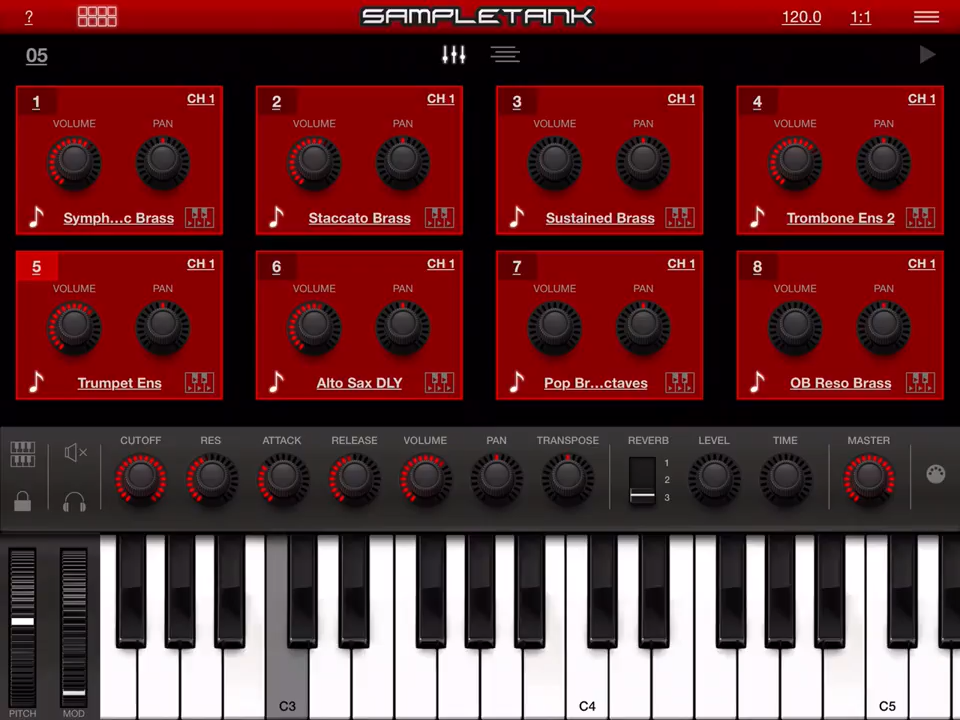 ? SAMPLETANK 120.0 1:1
05
1 CH 1 2 CH 1 3 CH 1 4 CH 1
VOLUME PAN VOLUME PAN VOLUME PAN VOLUME PAN
Symph...c Brass Staccato Brass Sustained Brass Trombone Ens 2
5 CH 1 6 CH 1 7 CH 1 8 CH 1
VOLUME PAN VOLUME PAN VOLUME PAN VOLUME PAN
Trumpet Ens Alto Sax DLY Pop Br...ctaves OB Reso Brass
CUTOFF RES ATTACK RELEASE VOLUME PAN TRANSPOSE REVERB LEVEL TIME MASTER
1
2
3
C3 C4 C5
PITCH MOD